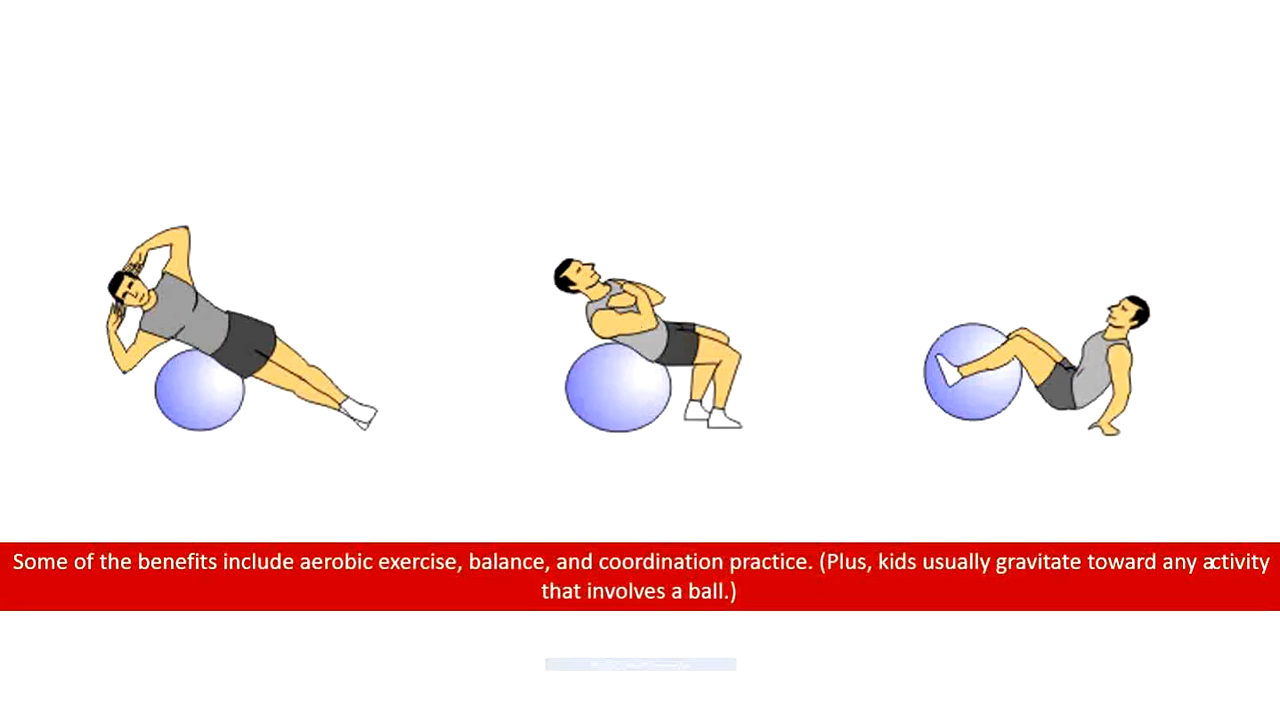 Some of the benefits include aerobic exercise, balance, and coordination practice. (Plus, kids usually gravitate toward any activity
that involves a ball.)